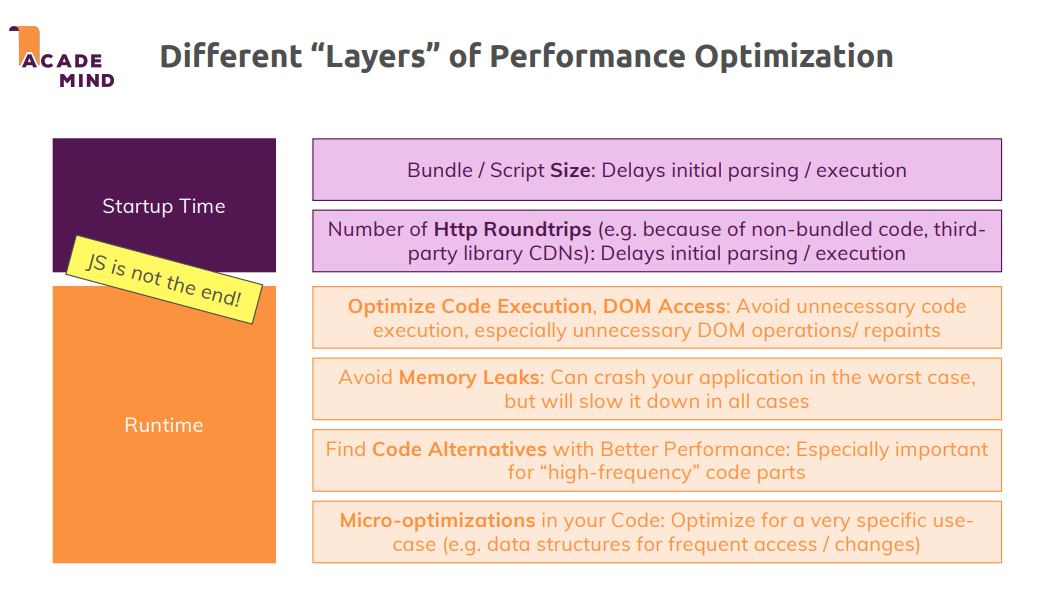 ACADE
MIND
Different “Layers” of Performance Optimization
Startup Time
Bundle / Script Size: Delays initial parsing / execution
Number of Http Roundtrips (e.g. because of non-bundled code, third-
party library CDNs): Delays initial parsing / execution
JS is not the end!
Runtime
Optimize Code Execution, DOM Access: Avoid unnecessary code
execution, especially unnecessary DOM operations/ repaints
Avoid Memory Leaks: Can crash your application in the worst case,
but will slow it down in all cases
Find Code Alternatives with Better Performance: Especially important
for “high-frequency” code parts
Micro-optimizations in your Code: Optimize for a very specific use-
case (e.g. data structures for frequent access / changes)